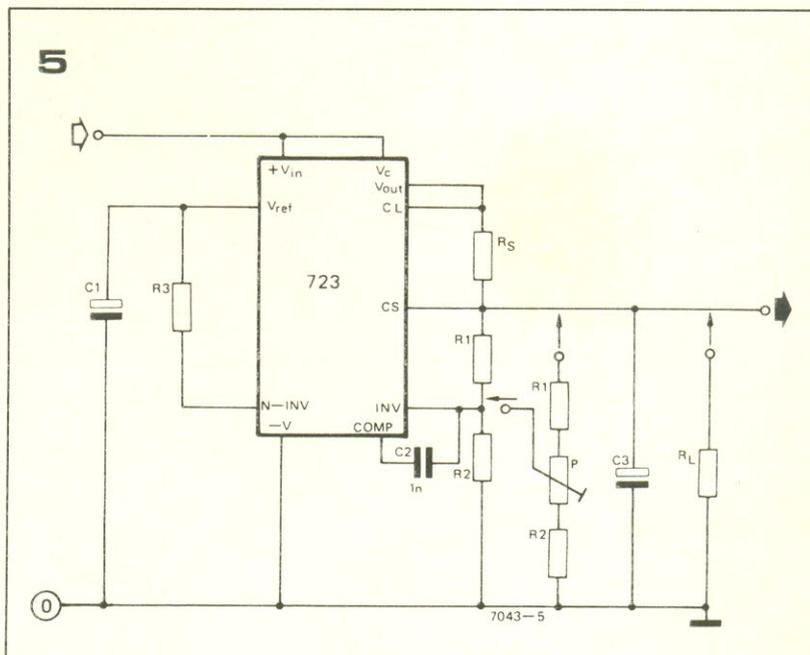 5
+Vin
Vc
Vout
Vref
CL
RS
C1
R3
723
CS
R1
R1
N—INV
INV
—V
COMP
C2
1n
R2
P
C3
RL
R2
0
7043—5